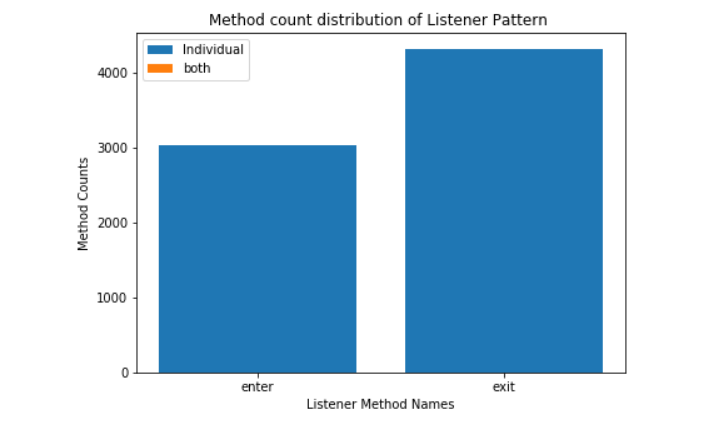 Method count distribution of Listener Pattern
Individual
both
4000
3000
2000
1000
0
Method Counts
enter exit
Listener Method Names